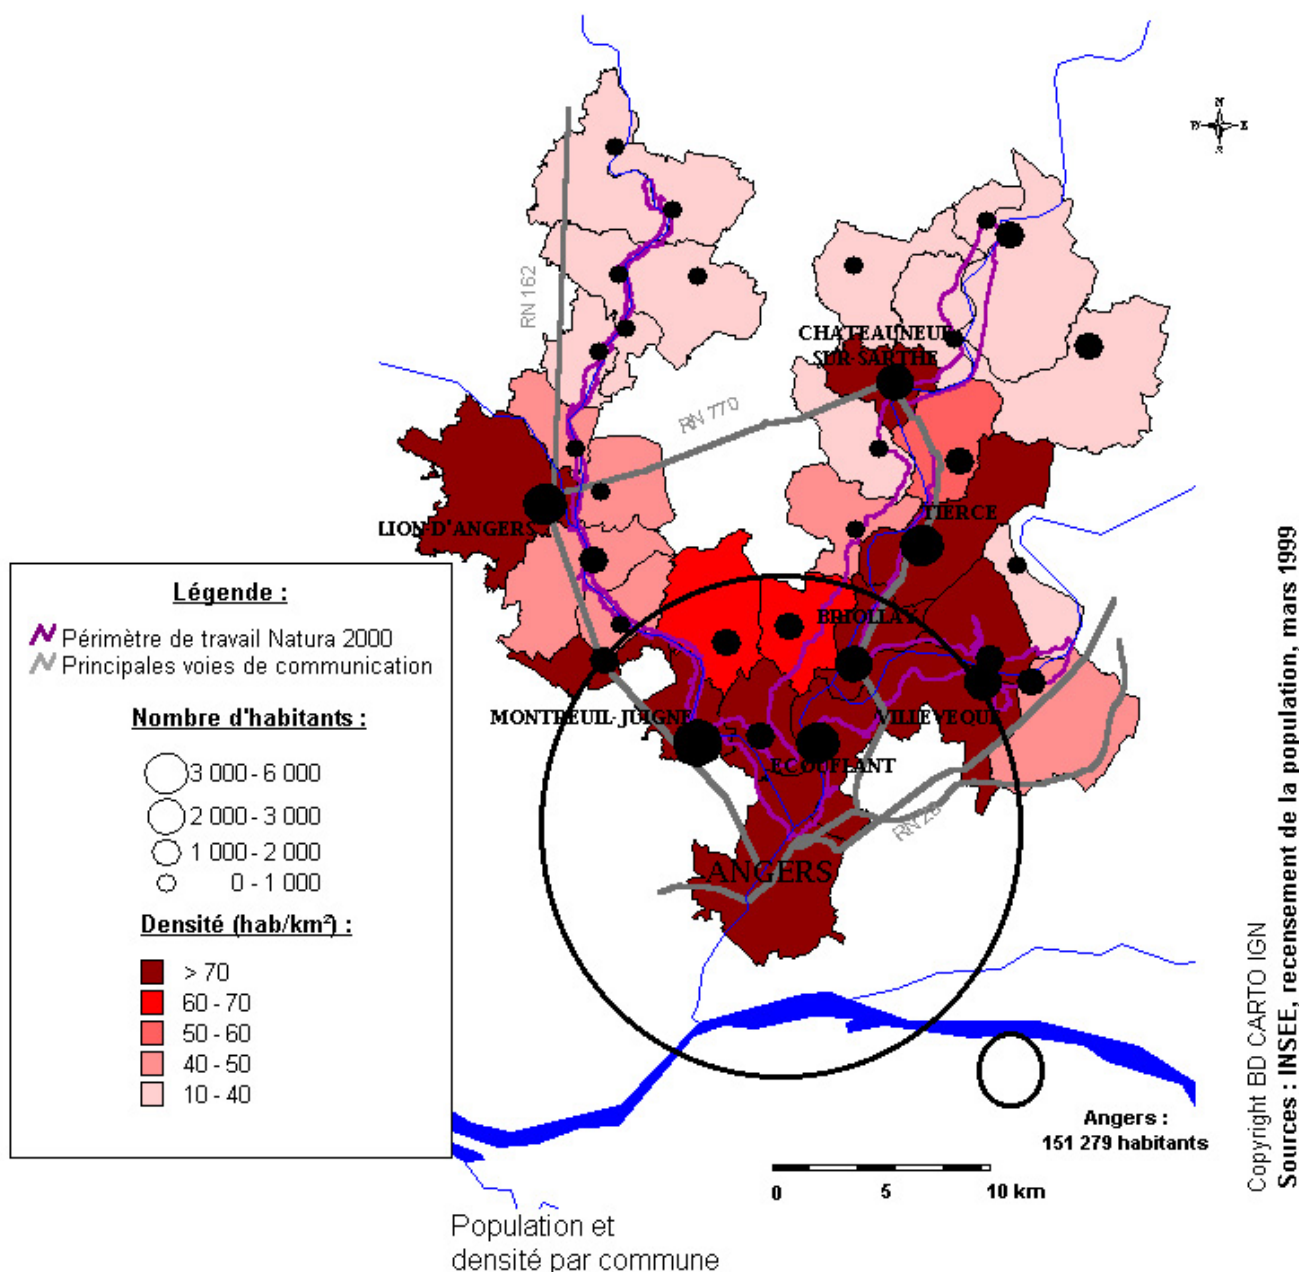 N
W E
S
RN 162
CHATEAUNEUF
SUR-SARTHE
RN 770
LION-D'ANGERS
TIERCE
BRIOLLAY
MONTREUIL-JUIGNE
VILLEVEQUE
ECOUFLANT
RN 23
ANGERS
Légende :
Périmètre de travail Natura 2000
Principales voies de communication
Nombre d'habitants :
3 000 - 6 000
2 000 - 3 000
1 000 - 2 000
0 - 1 000
Densité (hab/km²) :
> 70
60 - 70
50 - 60
40 - 50
10 - 40
Angers :
151 279 habitants
0 5 10 km
Population et
densité par commune
Copyright BD CARTO IGN
Sources : INSEE, recensement de la population, mars 1999